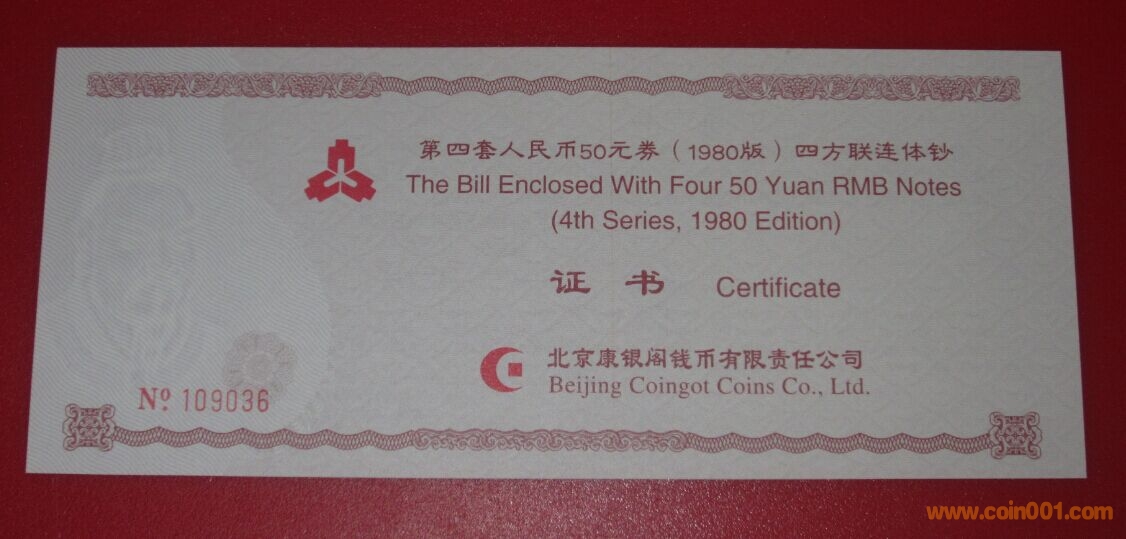 第四套人民币50元券（1980版）四方联连体钞
The Bill Enclosed With Four 50 Yuan RMB Notes
(4th Series, 1980 Edition)
证 书 Certificate
北京康银阁钱币有限责任公司
Beijing Coingot Coins Co., Ltd.
№ 109036
www.coin001.com